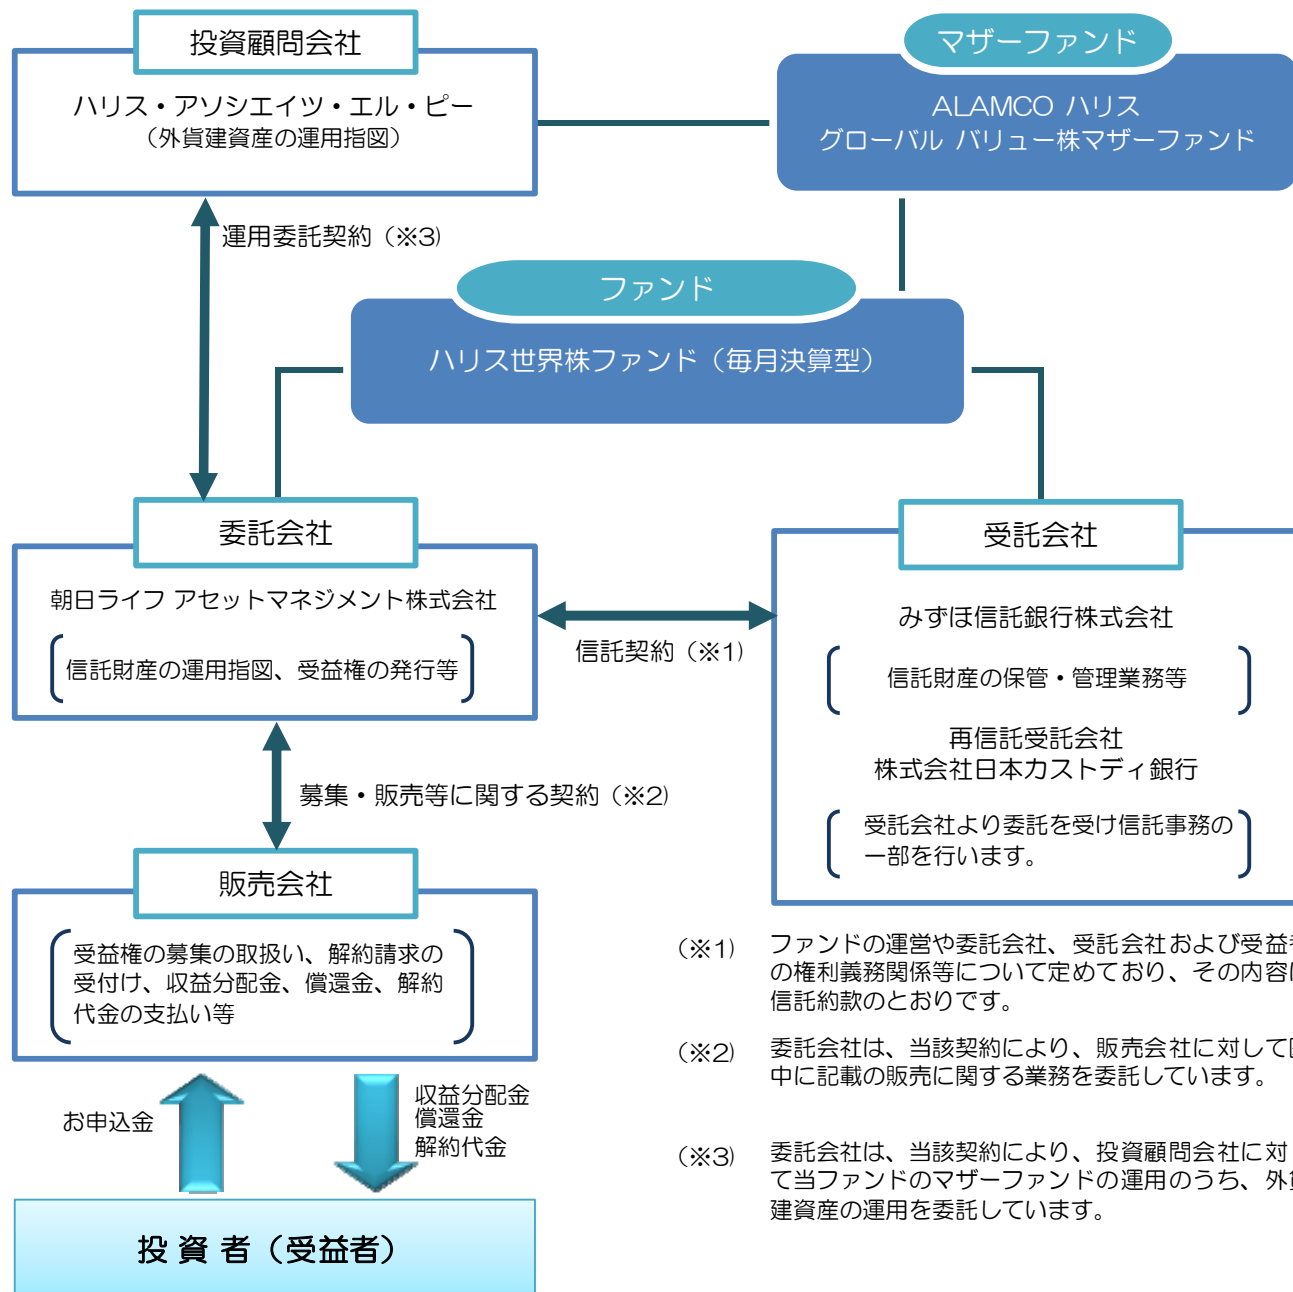 投資顧問会社
ハリス・アソシエイツ・エル・ピー
（外貨建資産の運用指図）
マザーファンド
ALAMCO ハリス
グローバル バリュー株マザーファンド
運用委託契約（※3）
ファンド
ハリス世界株ファンド（毎月決算型）
委託会社
朝日ライフ アセットマネジメント株式会社
信託財産の運用指図、受益権の発行等
信託契約（※1）
受託会社
みずほ信託銀行株式会社
信託財産の保管・管理業務等
再信託受託会社
株式会社日本カストディ銀行
受託会社より委託を受け信託事務の
一部を行います。
募集・販売等に関する契約（※2）
販売会社
受益権の募集の取扱い、解約請求の
受付け、収益分配金、償還金、解約
代金の支払い等
お申込金
収益分配金
償還金
解約代金
投 資 者（受益者）
（※1） ファンドの運営や委託会社、受託会社および受益
の権利義務関係等について定めており、その内容
信託約款のとおりです。
（※2） 委託会社は、当該契約により、販売会社に対して
中に記載の販売に関する業務を委託しています。
（※3） 委託会社は、当該契約により、投資顧問会社に対
て当ファンドのマザーファンドの運用のうち、外
建資産の運用を委託しています。